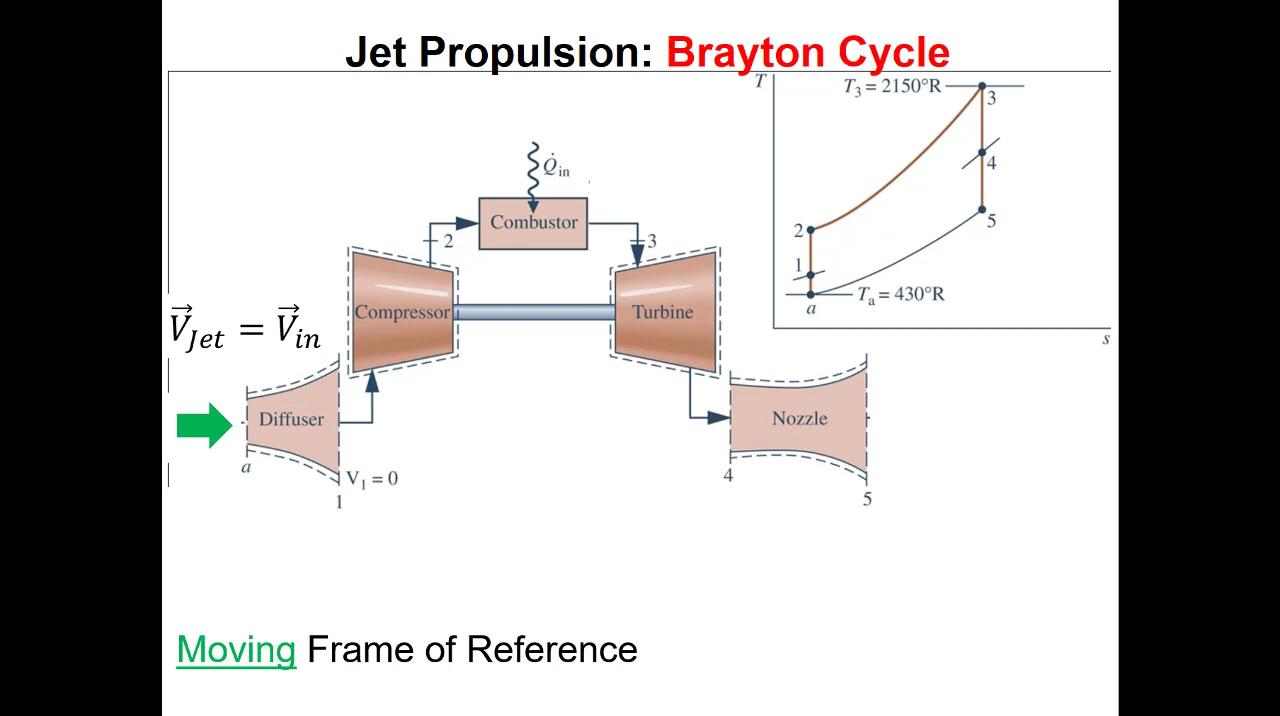 Jet Propulsion: Brayton Cycle
T
T₃ = 2150°R
3
4
5
2
1
Tₐ = 430°R
a
s
Q̇in
Combustor
2
3
Compressor
Turbine
V⃗Jet = V⃗in
Diffuser
Nozzle
a
V₁ = 0
1
4
5
Moving Frame of Reference